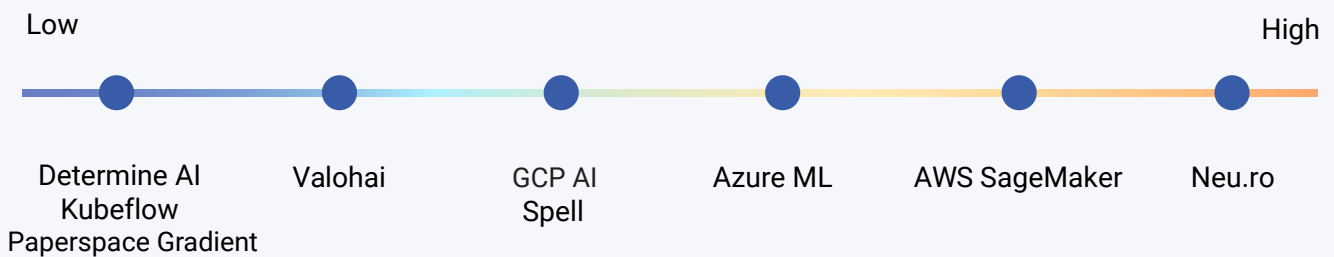 Low
High
Determine AI
Kubeflow
Paperspace Gradient
Valohai
GCP AI
Spell
Azure ML
AWS SageMaker
Neu.ro